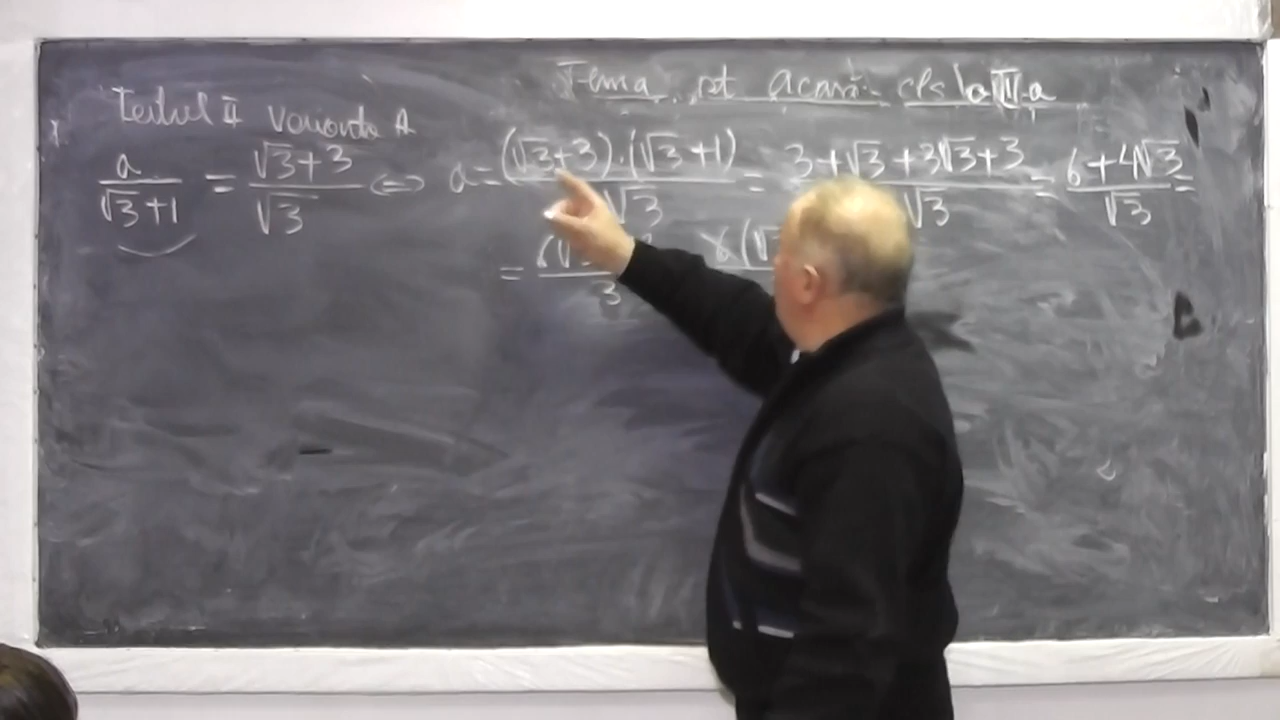 Tema pt acasă cls a VII-a
Testul II varianta A
a/(√3+1) = (√3+3)/√3 ⇔ a = (√3+3)·(√3+1)/√3 = (3+√3+3√3+3)/√3 = (6+4√3)/√3 =
= 6(√ /3